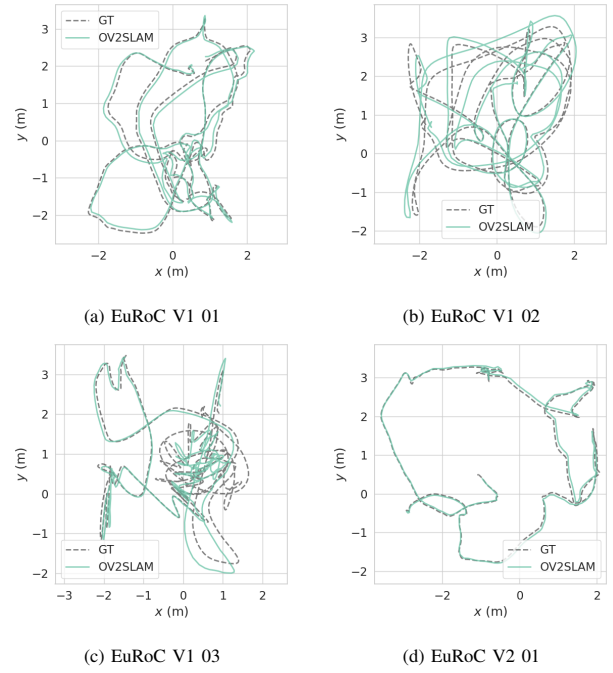 GT
OV2SLAM
3
2
1
0
−1
−2
y (m)
−2
0
2
x (m)
(a) EuRoC V1 01
3
2
1
0
−1
−2
y (m)
−2
0
2
x (m)
GT
OV2SLAM
(b) EuRoC V1 02
3
2
1
0
−1
−2
y (m)
−3
−2
−1
0
1
2
x (m)
GT
OV2SLAM
(c) EuRoC V1 03
3
2
1
0
−1
−2
y (m)
−2
0
2
x (m)
GT
OV2SLAM
(d) EuRoC V2 01